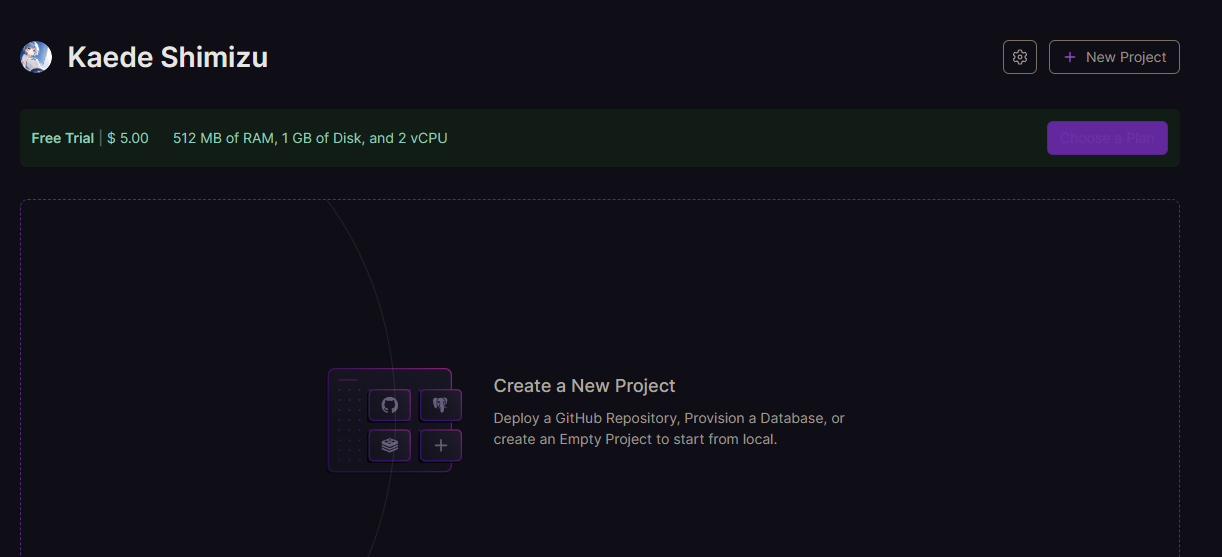 Kaede Shimizu
New Project
Free Trial | $ 5.00 512 MB of RAM, 1 GB of Disk, and 2 vCPU
Choose a Plan
Create a New Project
Deploy a GitHub Repository, Provision a Database, or
create an Empty Project to start from local.